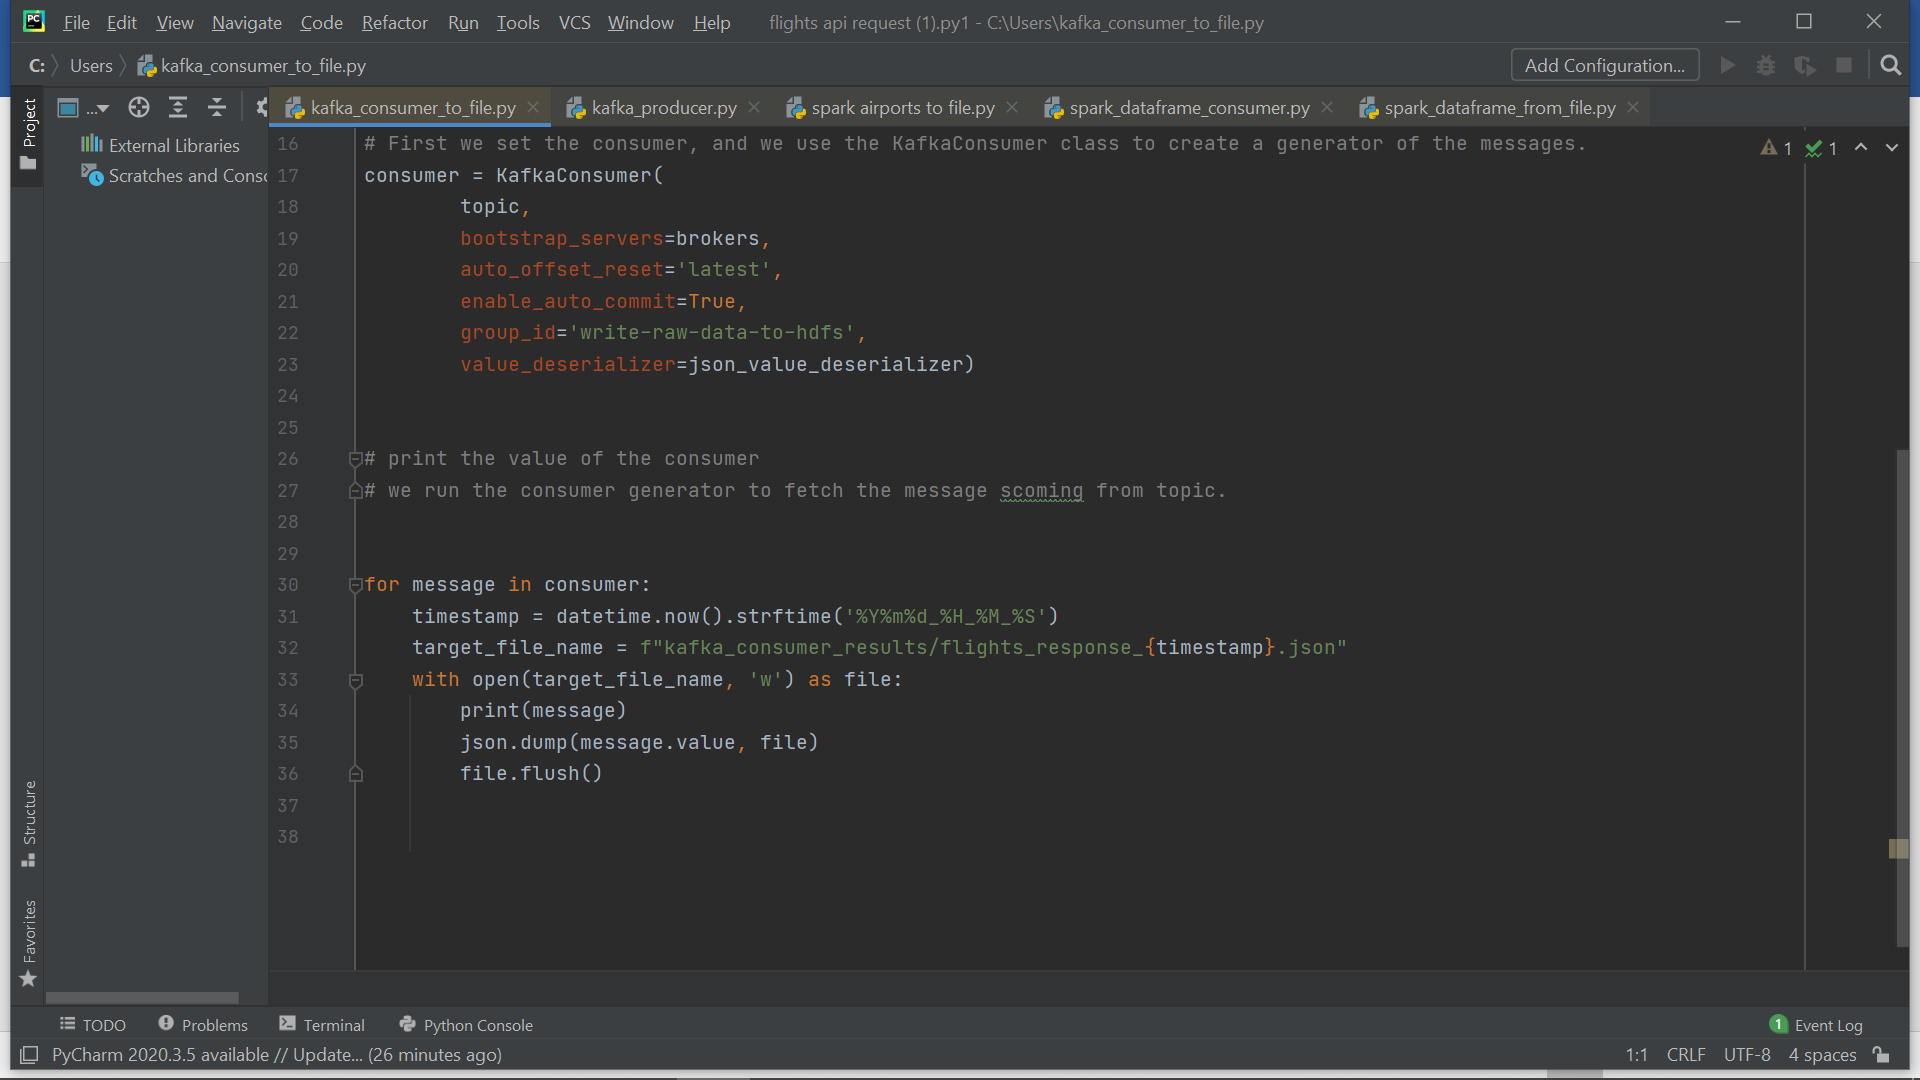 PC File Edit View Navigate Code Refactor Run Tools VCS Window Help flights api request (1).py1 - C:\Users\kafka_consumer_to_file.py
C: Users kafka_consumer_to_file.py Add Configuration...
Project
... kafka_consumer_to_file.py kafka_producer.py spark airports to file.py spark_dataframe_consumer.py spark_dataframe_from_file.py
External Libraries
Scratches and Consc
1 1
16 # First we set the consumer, and we use the KafkaConsumer class to create a generator of the messages.
17 consumer = KafkaConsumer(
18 topic,
19 bootstrap_servers=brokers,
20 auto_offset_reset='latest',
21 enable_auto_commit=True,
22 group_id='write-raw-data-to-hdfs',
23 value_deserializer=json_value_deserializer)
24
25
26 # print the value of the consumer
27 # we run the consumer generator to fetch the message scoming from topic.
28
29
30 for message in consumer:
31 timestamp = datetime.now().strftime('%Y%m%d_%H_%M_%S')
32 target_file_name = f"kafka_consumer_results/flights_response_{timestamp}.json"
33 with open(target_file_name, 'w') as file:
34 print(message)
35 json.dump(message.value, file)
36 file.flush()
37
38
Structure
Favorites
TODO Problems Terminal Python Console 1 Event Log
PyCharm 2020.3.5 available // Update... (26 minutes ago) 1:1 CRLF UTF-8 4 spaces